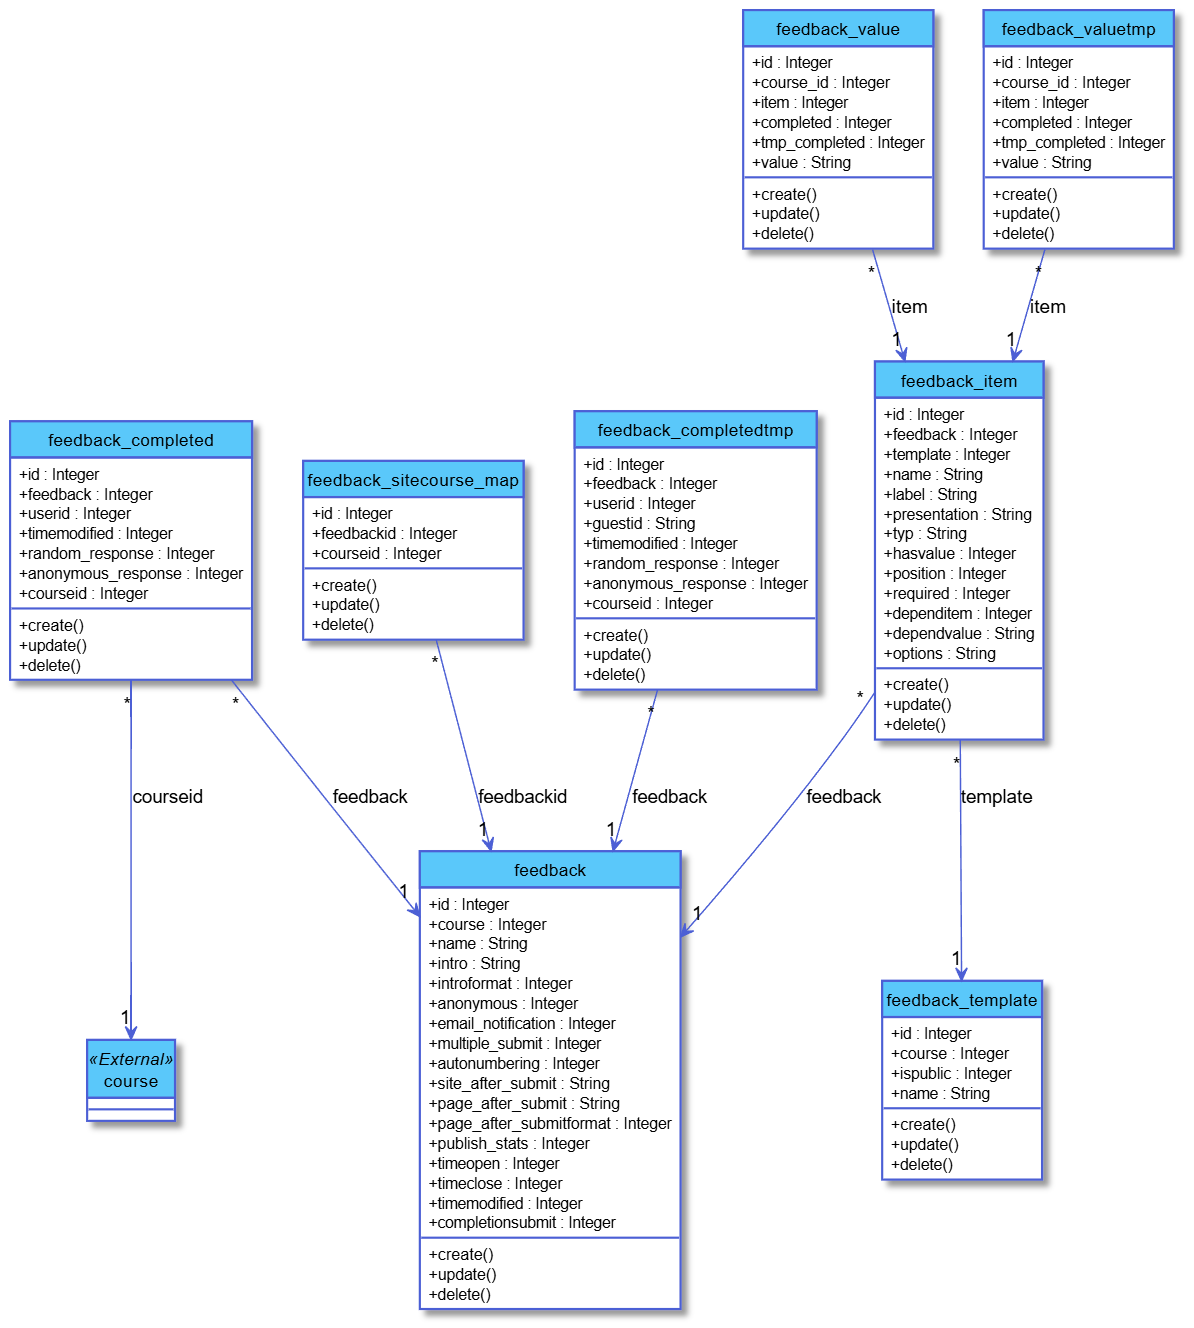 feedback_value
+id : Integer
+course_id : Integer
+item : Integer
+completed : Integer
+tmp_completed : Integer
+value : String
+create()
+update()
+delete()
feedback_valuetmp
+id : Integer
+course_id : Integer
+item : Integer
+completed : Integer
+tmp_completed : Integer
+value : String
+create()
+update()
+delete()
*
item
1
*
item
1
feedback_completed
+id : Integer
+feedback : Integer
+userid : Integer
+timemodified : Integer
+random_response : Integer
+anonymous_response : Integer
+courseid : Integer
+create()
+update()
+delete()
feedback_sitecourse_map
+id : Integer
+feedbackid : Integer
+courseid : Integer
+create()
+update()
+delete()
feedback_completedtmp
+id : Integer
+feedback : Integer
+userid : Integer
+guestid : String
+timemodified : Integer
+random_response : Integer
+anonymous_response : Integer
+courseid : Integer
+create()
+update()
+delete()
feedback_item
+id : Integer
+feedback : Integer
+template : Integer
+name : String
+label : String
+presentation : String
+typ : String
+hasvalue : Integer
+position : Integer
+required : Integer
+dependitem : Integer
+dependvalue : String
+options : String
+create()
+update()
+delete()
*
courseid
1
*
feedback
1
*
feedbackid
1
*
feedback
1
*
feedback
1
*
template
1
«External»
course
feedback
+id : Integer
+course : Integer
+name : String
+intro : String
+introformat : Integer
+anonymous : Integer
+email_notification : Integer
+multiple_submit : Integer
+autonumbering : Integer
+site_after_submit : String
+page_after_submit : String
+page_after_submitformat : Integer
+publish_stats : Integer
+timeopen : Integer
+timeclose : Integer
+timemodified : Integer
+completionsubmit : Integer
+create()
+update()
+delete()
feedback_template
+id : Integer
+course : Integer
+ispublic : Integer
+name : String
+create()
+update()
+delete()